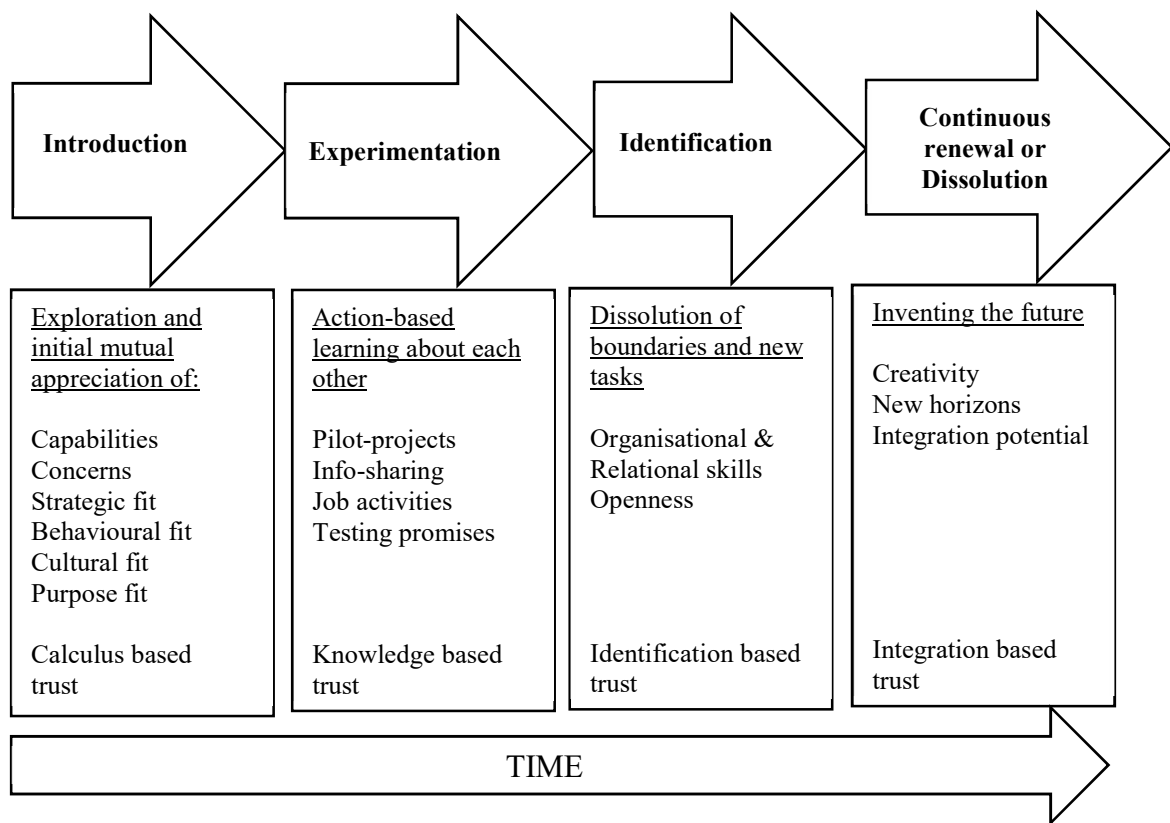 Introduction
Experimentation
Identification
Continuous
renewal or
Dissolution
Exploration and
initial mutual
appreciation of:
Capabilities
Concerns
Strategic fit
Behavioural fit
Cultural fit
Purpose fit
Calculus based
trust
Action-based
learning about each
other
Pilot-projects
Info-sharing
Job activities
Testing promises
Knowledge based
trust
Dissolution of
boundaries and new
tasks
Organisational &
Relational skills
Openness
Identification based
trust
Inventing the future
Creativity
New horizons
Integration potential
Integration based
trust
TIME